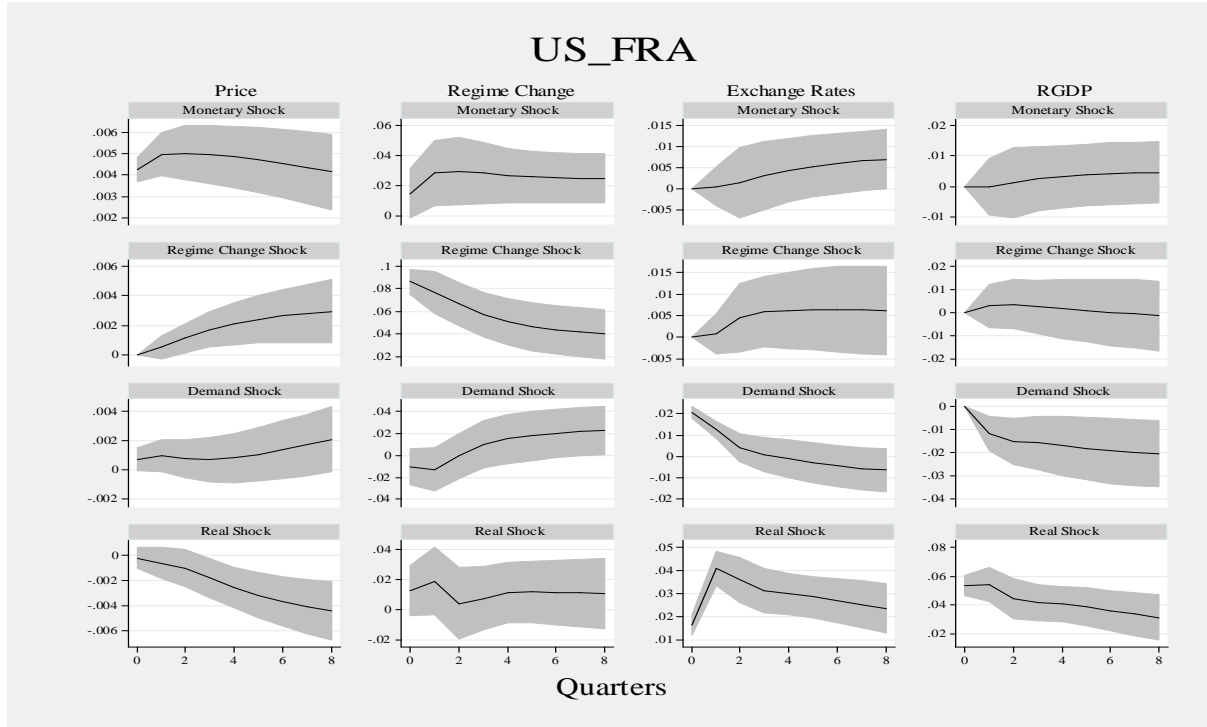 US_FRA
Price Regime Change Exchange Rates RGDP
Monetary Shock Monetary Shock Monetary Shock Monetary Shock
.006 .06 .015 .02
.005 .04 .01 .01
.004 .02 .005 0
.003 0 0 -.01
.002 -.005
Regime Change Shock Regime Change Shock Regime Change Shock Regime Change Shock
.006 .1 .015 .02
.004 .08 .01 .01
.002 .06 .005 0
0 .04 0 -.01
.02 -.005 -.02
Demand Shock Demand Shock Demand Shock Demand Shock
.004 .04 .02 0
.002 .02 .01 -.01
0 0 0 -.02
-.002 -.02 -.01 -.03
-.04 -.02 -.04
Real Shock Real Shock Real Shock Real Shock
0 .04 .05 .08
-.002 .02 .04 .06
-.004 0 .03 .04
-.006 -.02 .02 .02
.01
0 2 4 6 8 0 2 4 6 8 0 2 4 6 8 0 2 4 6 8
Quarters